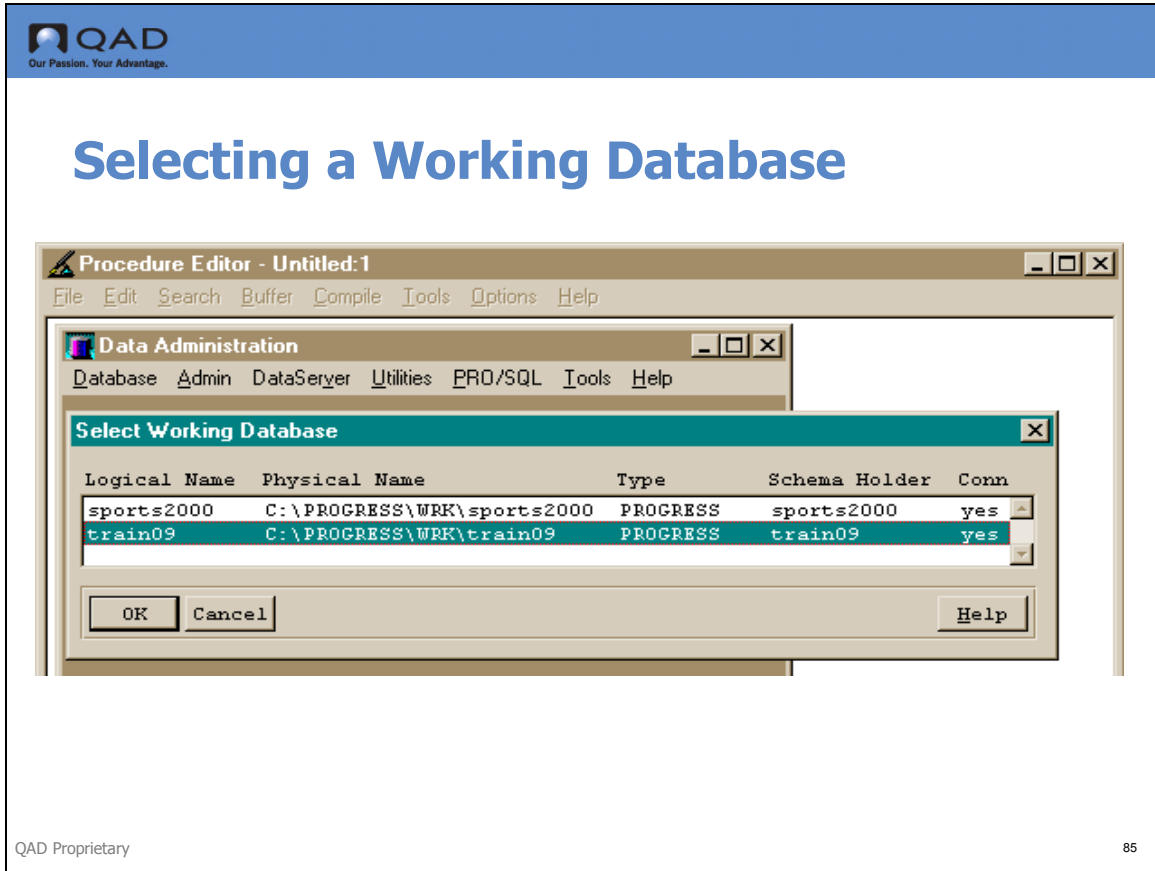 QAD
Our Passion. Your Advantage.
Selecting a Working Database
Procedure Editor - Untitled:1
File Edit Search Buffer Compile Tools Options Help
Data Administration
Database Admin DataServer Utilities PRO/SQL Tools Help
Select Working Database
Logical Name Physical Name Type Schema Holder Conn
sports2000 C:\PROGRESS\WRK\sports2000 PROGRESS sports2000 yes
train09 C:\PROGRESS\WRK\train09 PROGRESS train09 yes
OK Cancel Help
QAD Proprietary 85